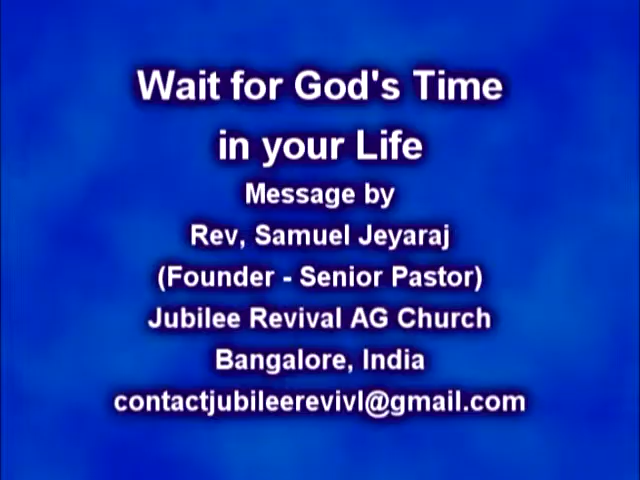 Wait for God's Time
in your Life
Message by
Rev, Samuel Jeyaraj
(Founder - Senior Pastor)
Jubilee Revival AG Church
Bangalore, India
contactjubileerevivl@gmail.com